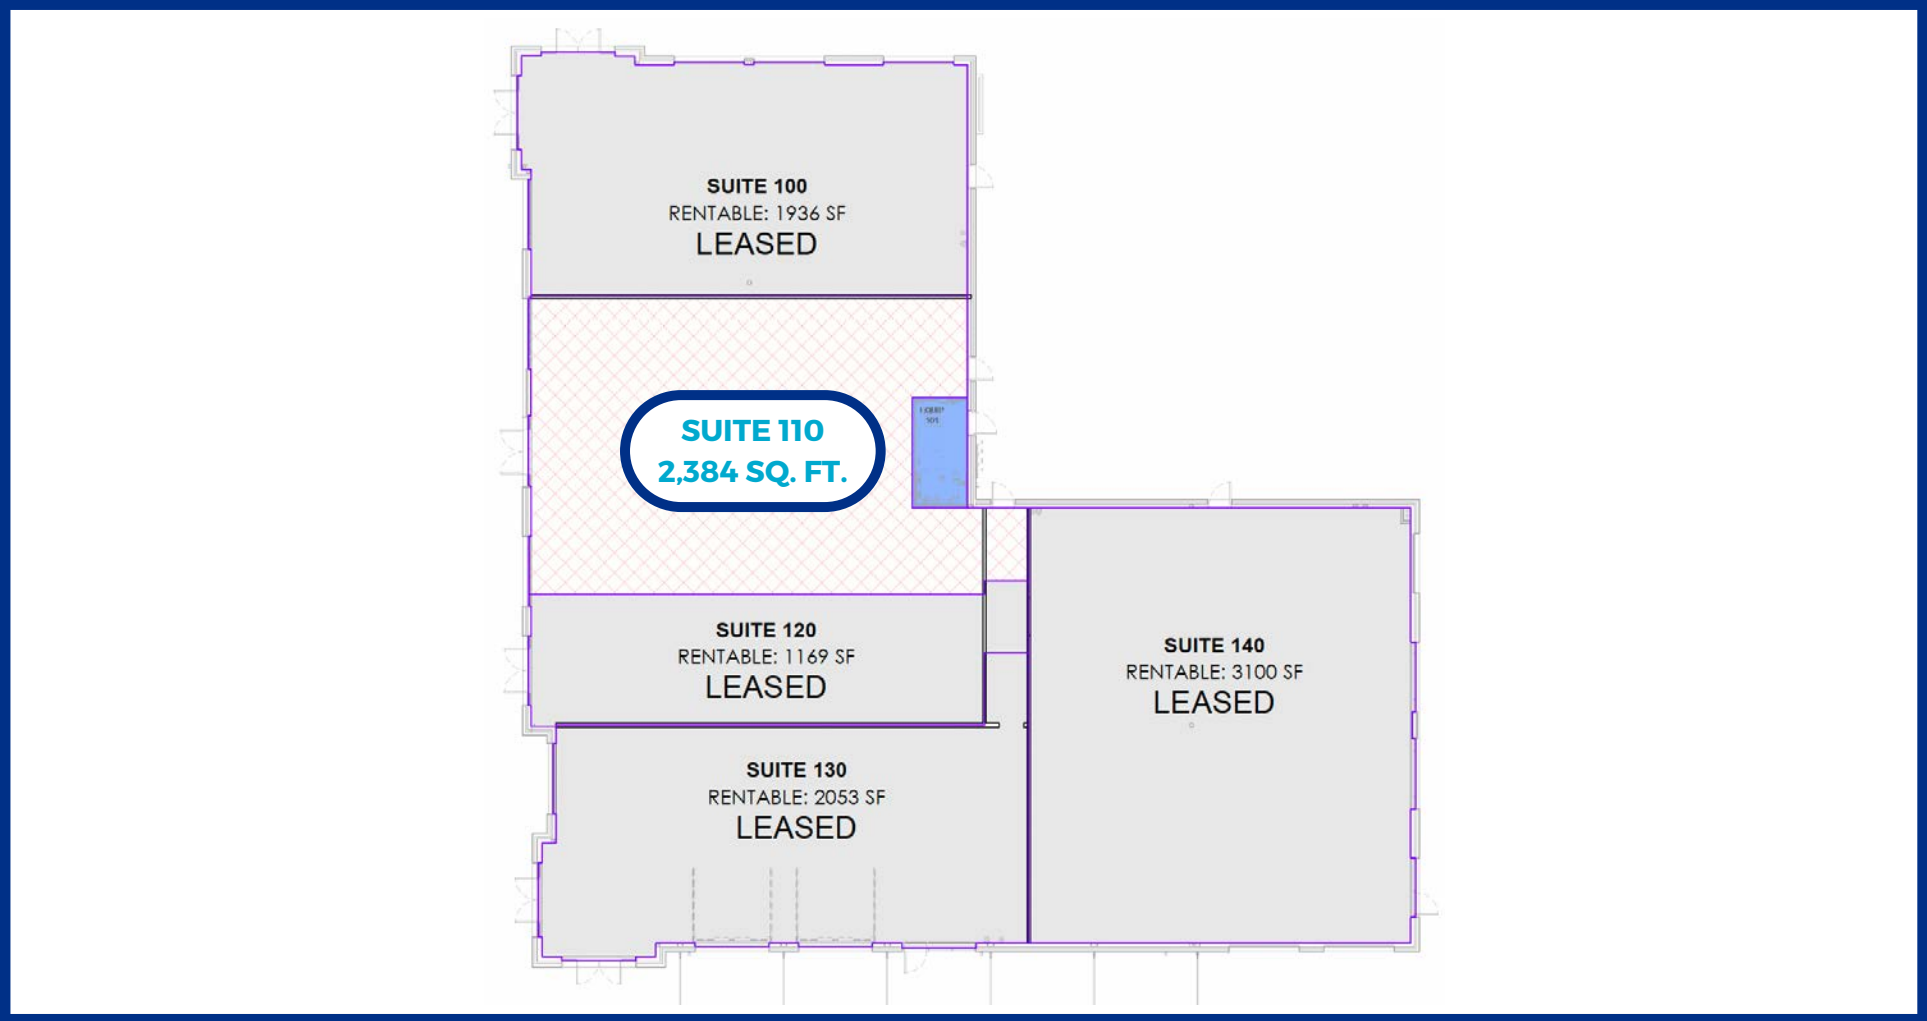 SUITE 100
RENTABLE: 1936 SF
LEASED
SUITE 110
2,384 SQ. FT.
SUITE 120
RENTABLE: 1169 SF
LEASED
SUITE 140
RENTABLE: 3100 SF
LEASED
SUITE 130
RENTABLE: 2053 SF
LEASED